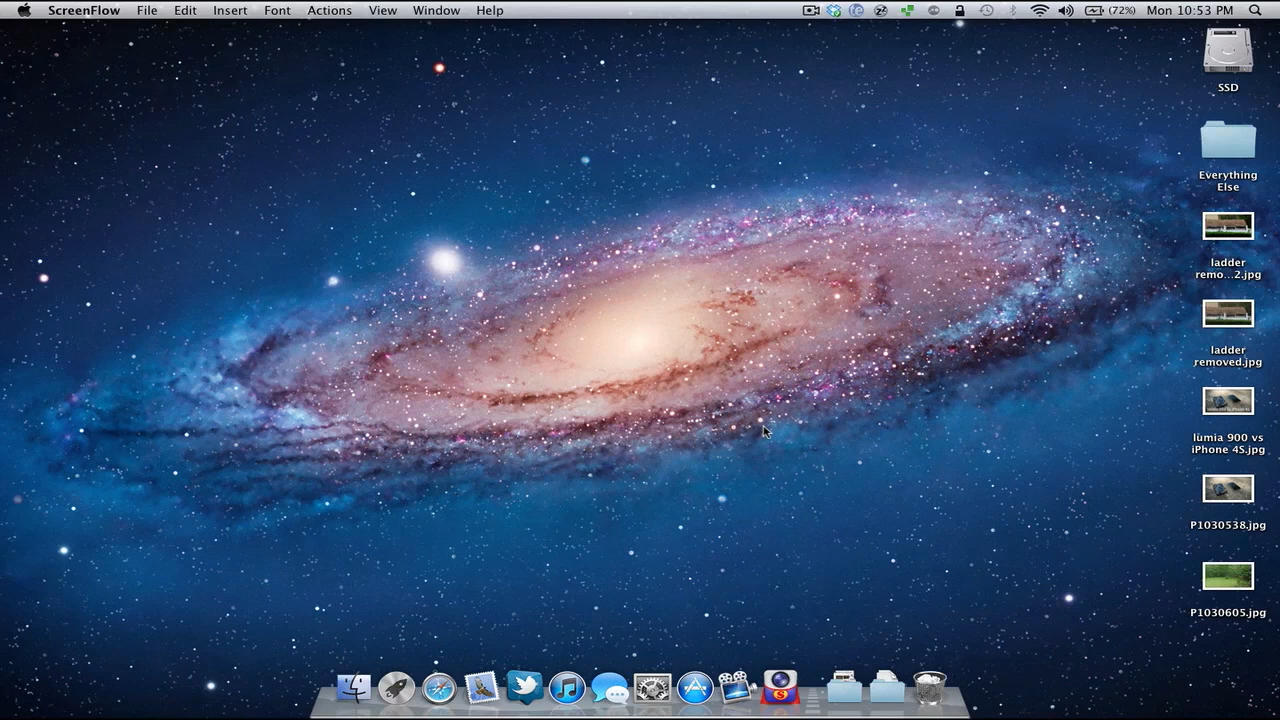 ScreenFlow File Edit Insert Font Actions View Window Help (72%) Mon 10:53 PM
SSD
Everything
Else
ladder
remo...2.jpg
ladder
removed.jpg
lumia 900 vs
iPhone 4S.jpg
P1030538.jpg
P1030605.jpg